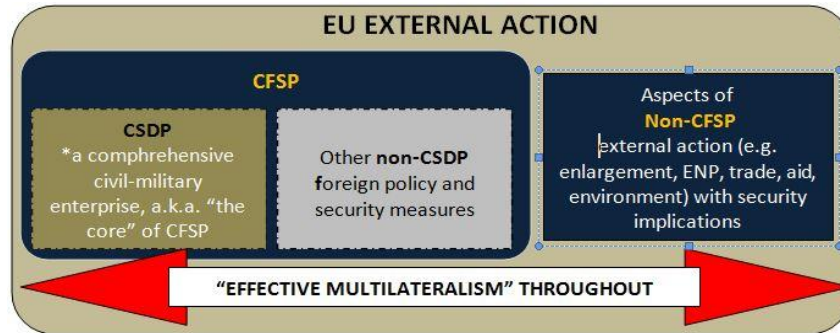 EU EXTERNAL ACTION
CFSP
CSDP
*a comphrehensive
civil-military
enterprise, a.k.a. “the
core” of CFSP
Other non-CSDP
foreign policy and
security measures
Aspects of
Non-CFSP
external action (e.g.
enlargement, ENP, trade, aid,
environment) with security
implications
“EFFECTIVE MULTILATERALISM” THROUGHOUT